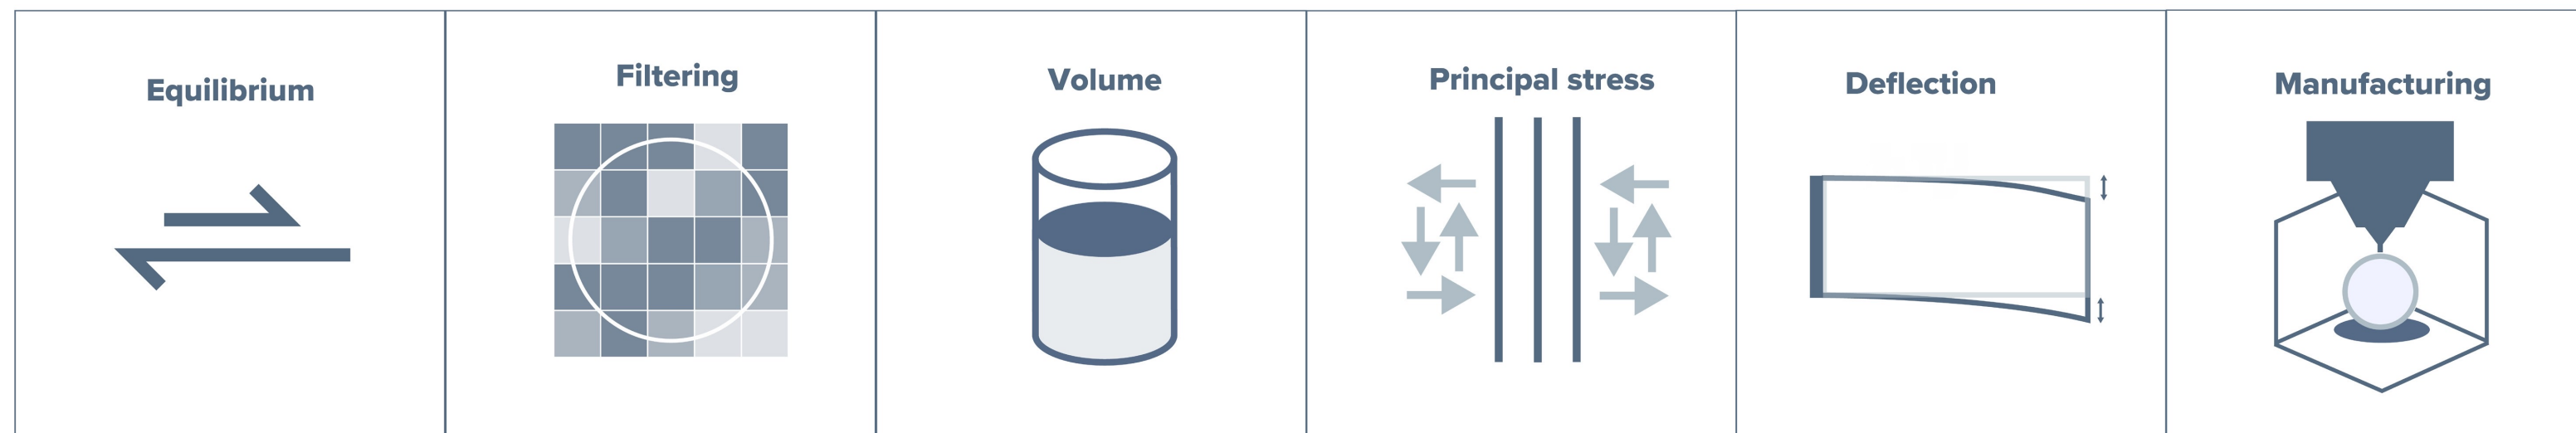 Equilibrium
Filtering
Volume
Principal stress
Deflection
Manufacturing